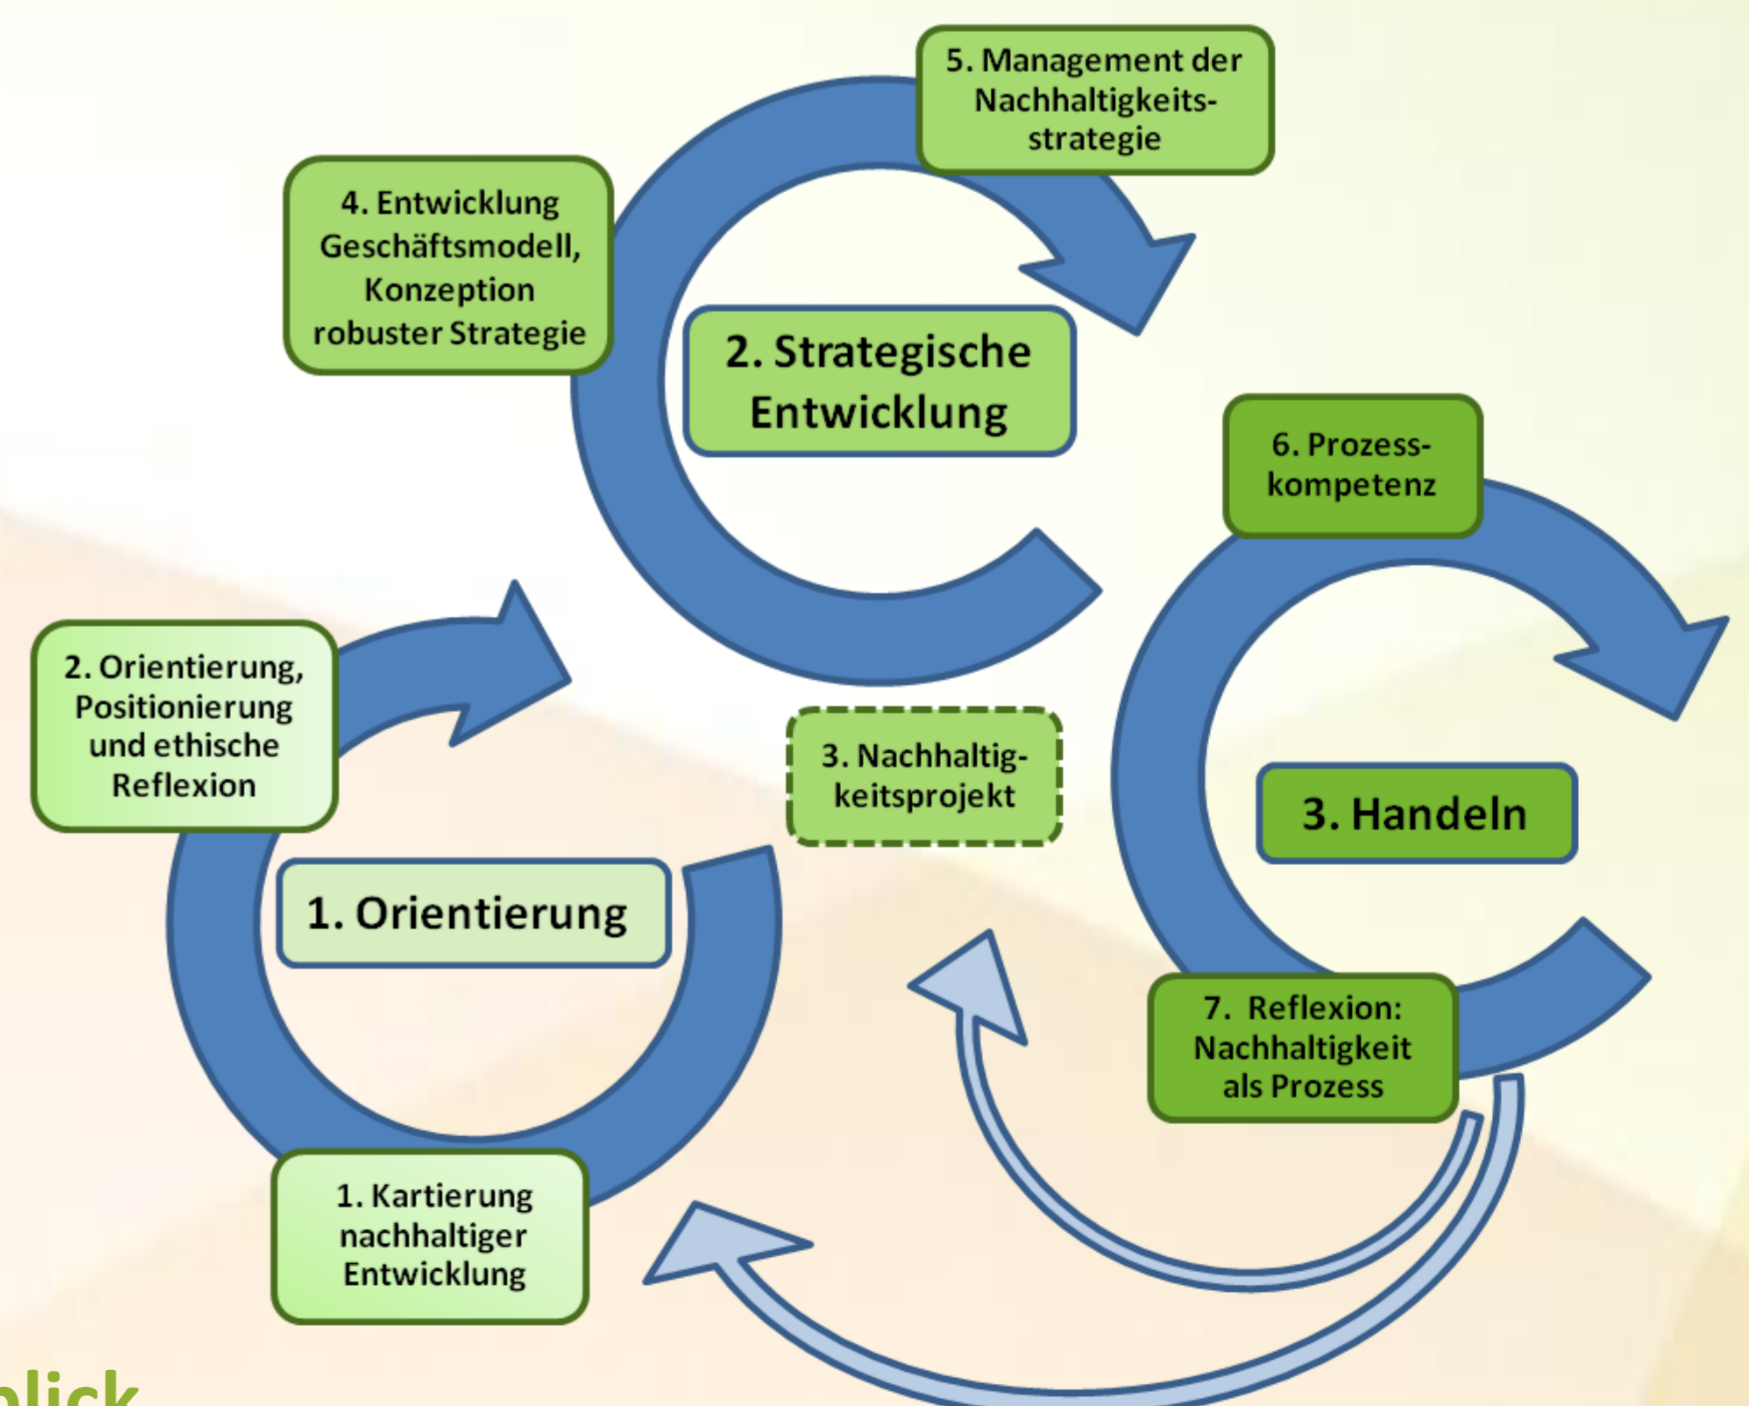 5. Management der
Nachhaltigkeits-
strategie
4. Entwicklung
Geschäftsmodell,
Konzeption
robuster Strategie
2. Strategische
Entwicklung
6. Prozess-
kompetenz
2. Orientierung,
Positionierung
und ethische
Reflexion
3. Nachhaltig-
keitsprojekt
3. Handeln
1. Orientierung
7. Reflexion:
Nachhaltigkeit
als Prozess
1. Kartierung
nachhaltiger
Entwicklung